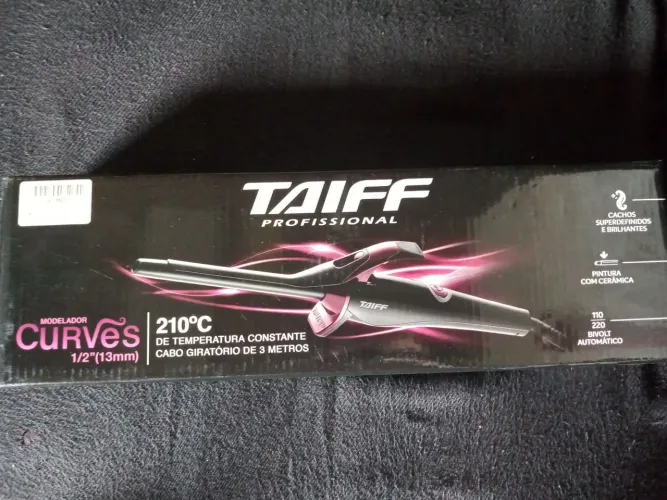 TAIFF
PROFISSIONAL
CACHOS
SUPERDEFINIDOS
E BRILHANTES
PINTURA
COM CERÂMICA
110
220
BIVOLT
AUTOMÁTICO
TAIFF
MODELADOR
CURVES
1/2"(13mm)
210ºC
DE TEMPERATURA CONSTANTE
CABO GIRATÓRIO DE 3 METROS